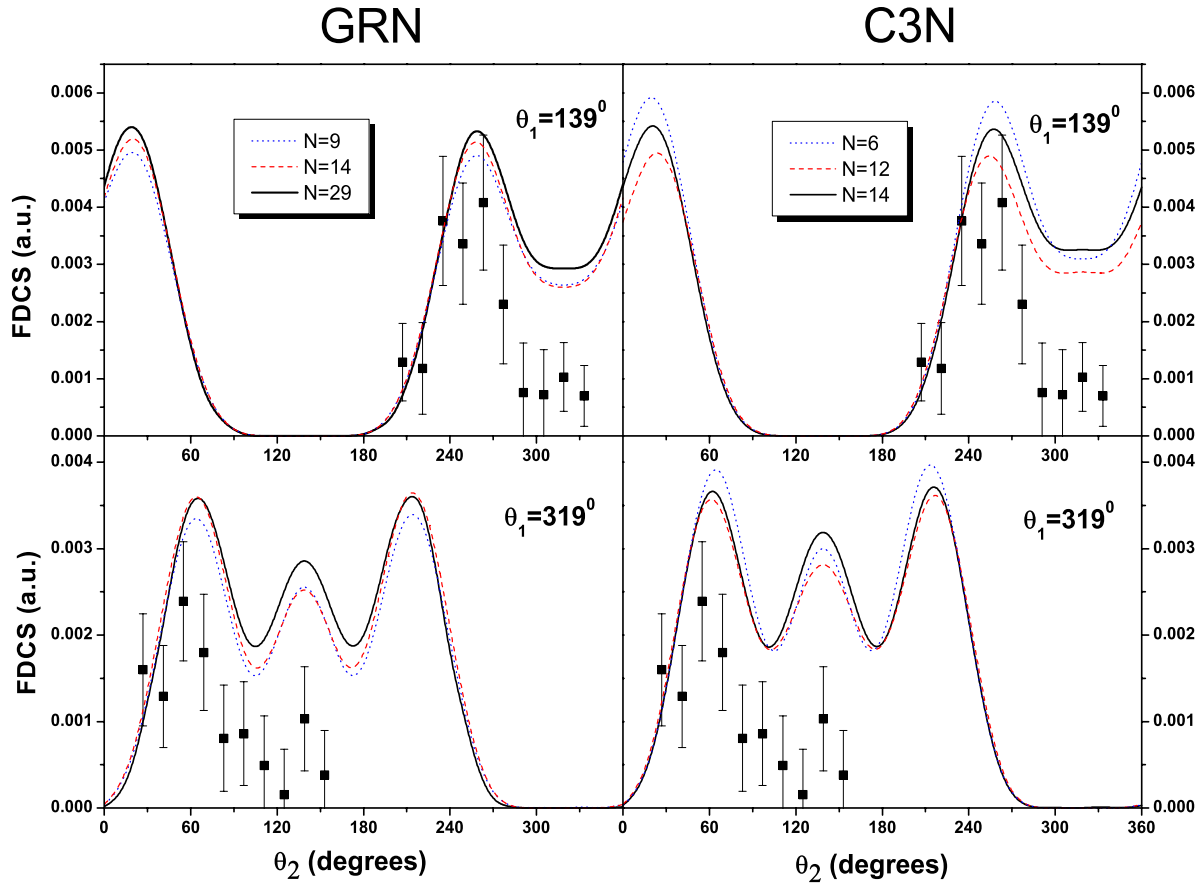 GRN C3N
0.006 0.005 0.004 0.003 0.002 0.001 0.000
FDCS (a.u.)
N=9
N=14
N=29
θ1=139⁰
60 120 180 240 300
N=6
N=12
N=14
θ1=139⁰
60 120 180 240 300
0.006 0.005 0.004 0.003 0.002 0.001 0.000
0.004 0.003 0.002 0.001 0.000
FDCS (a.u.)
θ1=319⁰
0 60 120 180 240 300
θ2 (degrees)
θ1=319⁰
0 60 120 180 240 300 360
θ2 (degrees)
0.004 0.003 0.002 0.001 0.000